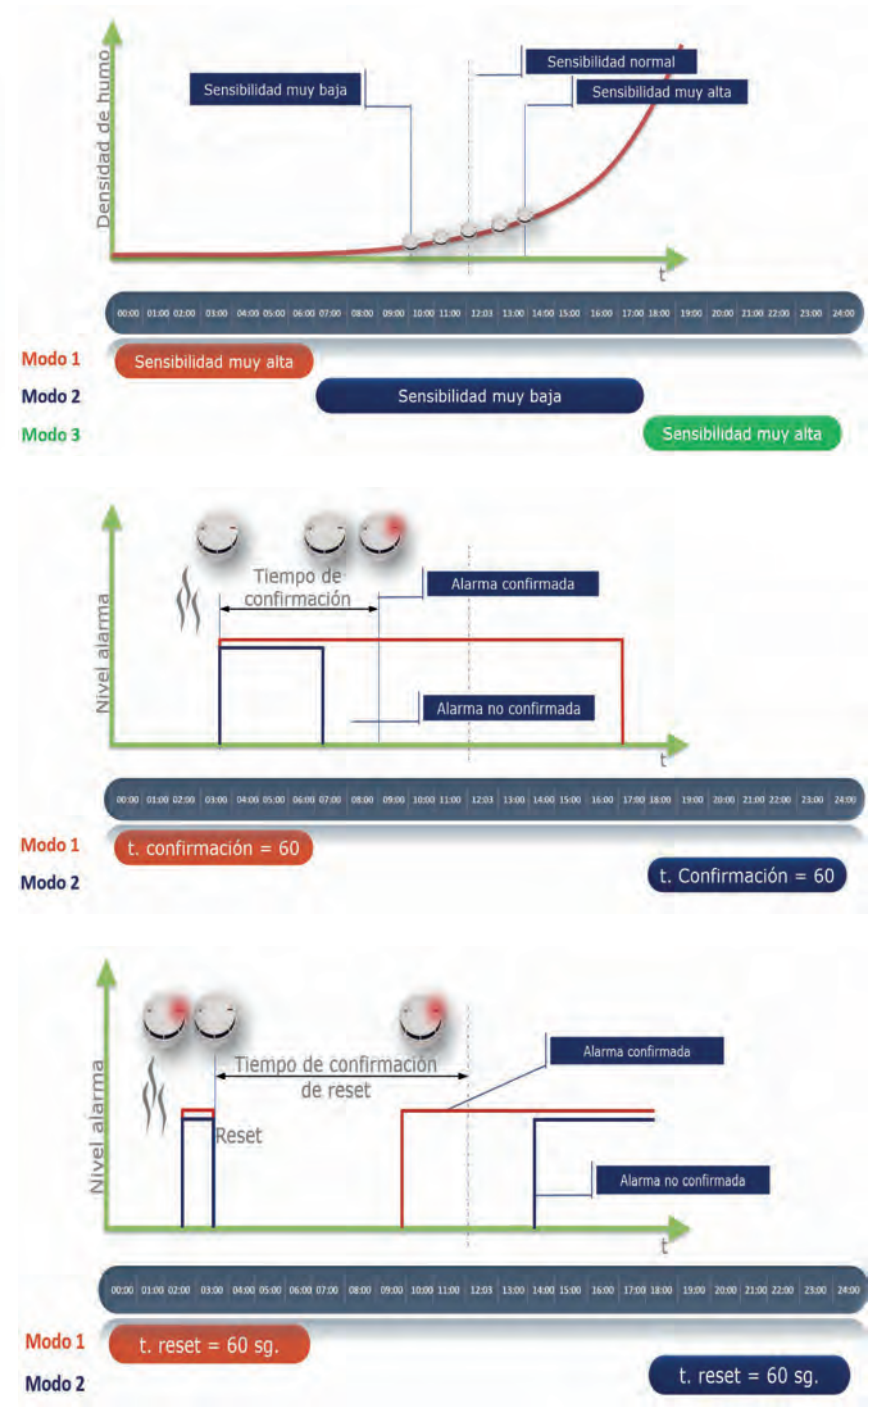 Densidad de humo
Sensibilidad muy baja
Sensibilidad normal
Sensibilidad muy alta
t
00:00 01:00 02:00 03:00 04:00 05:00 06:00 07:00 08:00 09:00 10:00 11:00 12:03 13:00 14:00 15:00 16:00 17:00 18:00 19:00 20:00 21:00 22:00 23:00 24:00
Modo 1 Sensibilidad muy alta
Modo 2 Sensibilidad muy baja
Modo 3 Sensibilidad muy alta
Nivel alarma
Tiempo de
confirmación
Alarma confirmada
Alarma no confirmada
t
00:00 01:00 02:00 03:00 04:00 05:00 06:00 07:00 08:00 09:00 10:00 11:00 12:03 13:00 14:00 15:00 16:00 17:00 18:00 19:00 20:00 21:00 22:00 23:00 24:00
Modo 1 t. confirmación = 60
Modo 2 t. Confirmación = 60
Nivel alarma
Tiempo de confirmación
de reset
Reset
Alarma confirmada
Alarma no confirmada
t
00:00 01:00 02:00 03:00 04:00 05:00 06:00 07:00 08:00 09:00 10:00 11:00 12:03 13:00 14:00 15:00 16:00 17:00 18:00 19:00 20:00 21:00 22:00 23:00 24:00
Modo 1 t. reset = 60 sg.
Modo 2 t. reset = 60 sg.